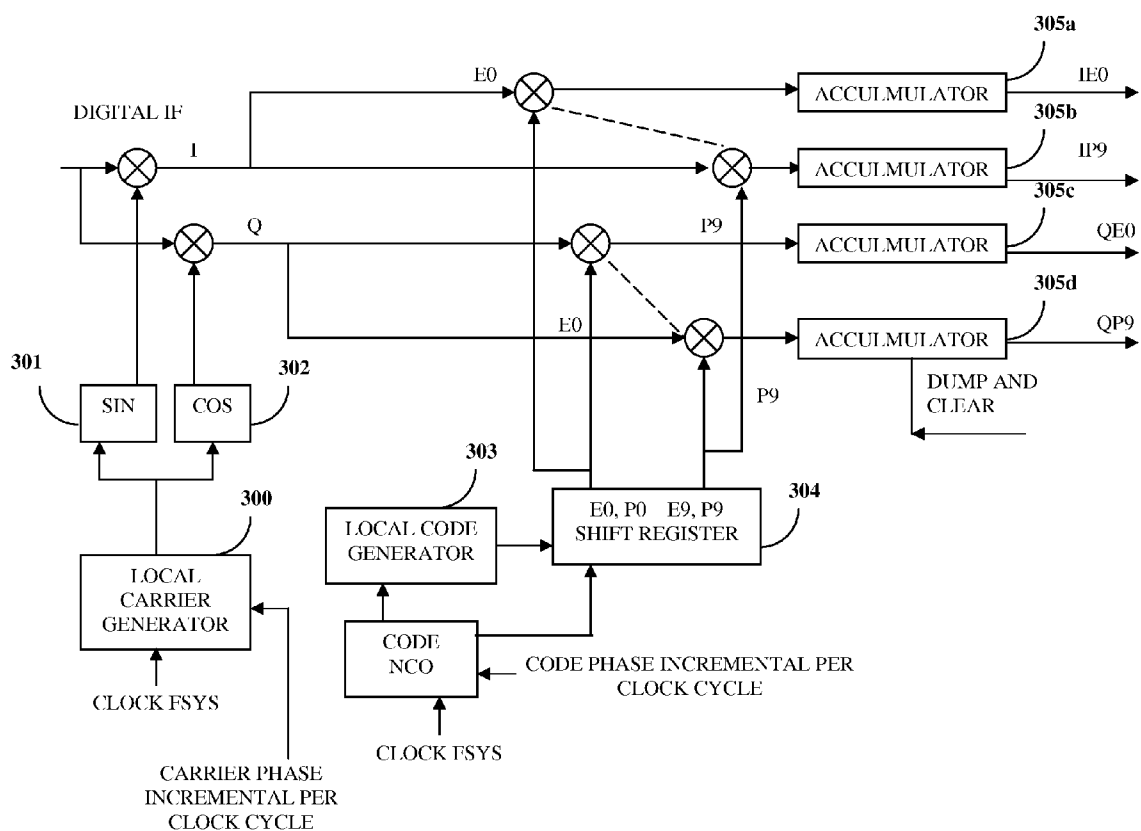 305a
E0
IE0
ACCULMULATOR
DIGITAL IF
305b
I
IP9
ACCULMULATOR
305c
Q
P9
QE0
ACCULMULATOR
305d
E0
QP9
ACCULMULATOR
301
302
SIN
COS
P9
DUMP AND
CLEAR
303
300
304
E0, P0 E9, P9
SHIFT REGISTER
LOCAL CODE
GENERATOR
LOCAL
CARRIER
GENERATOR
CODE
NCO
CODE PHASE INCREMENTAL PER
CLOCK CYCLE
CLOCK FSYS
CLOCK FSYS
CARRIER PHASE
INCREMENTAL PER
CLOCK CYCLE